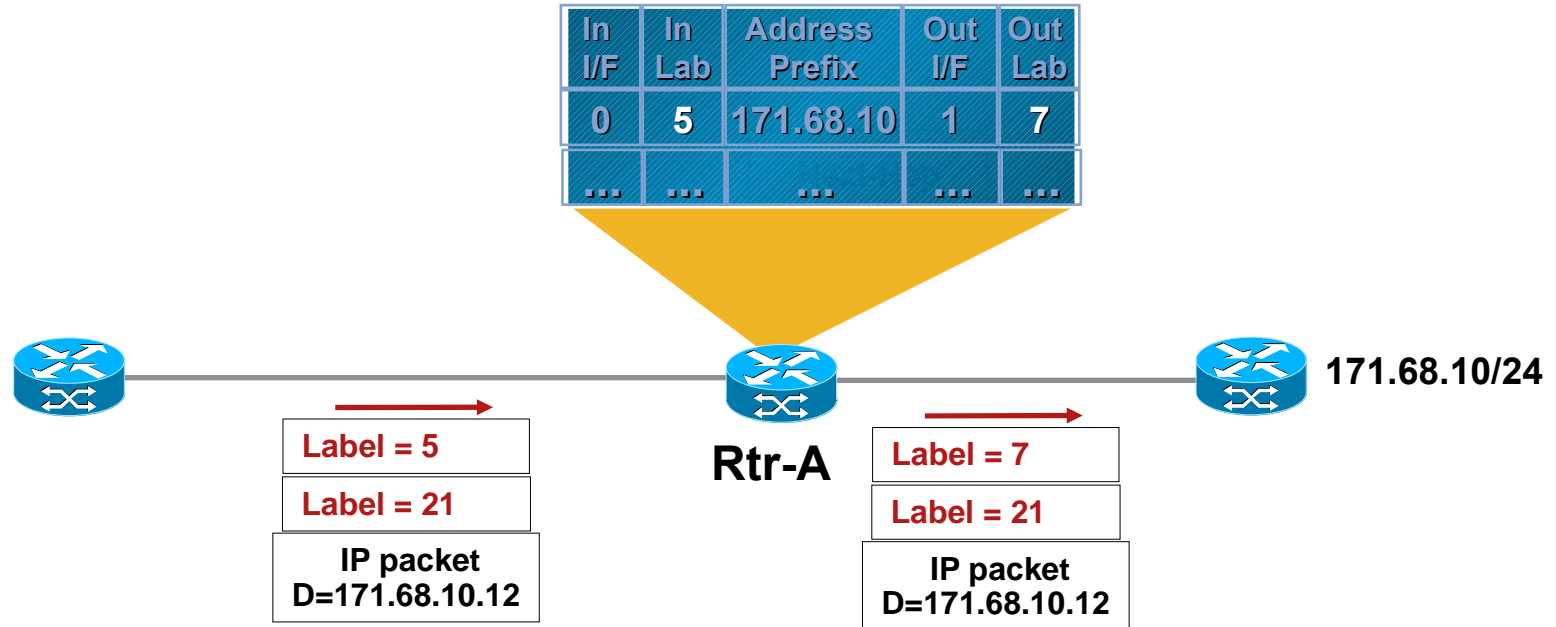 In I/F In Lab Address Prefix Out I/F Out Lab
0 5 171.68.10 1 7
... ... ... ... ...
171.68.10/24
Rtr-A
Label = 5
Label = 21
IP packet
D=171.68.10.12
Label = 7
Label = 21
IP packet
D=171.68.10.12